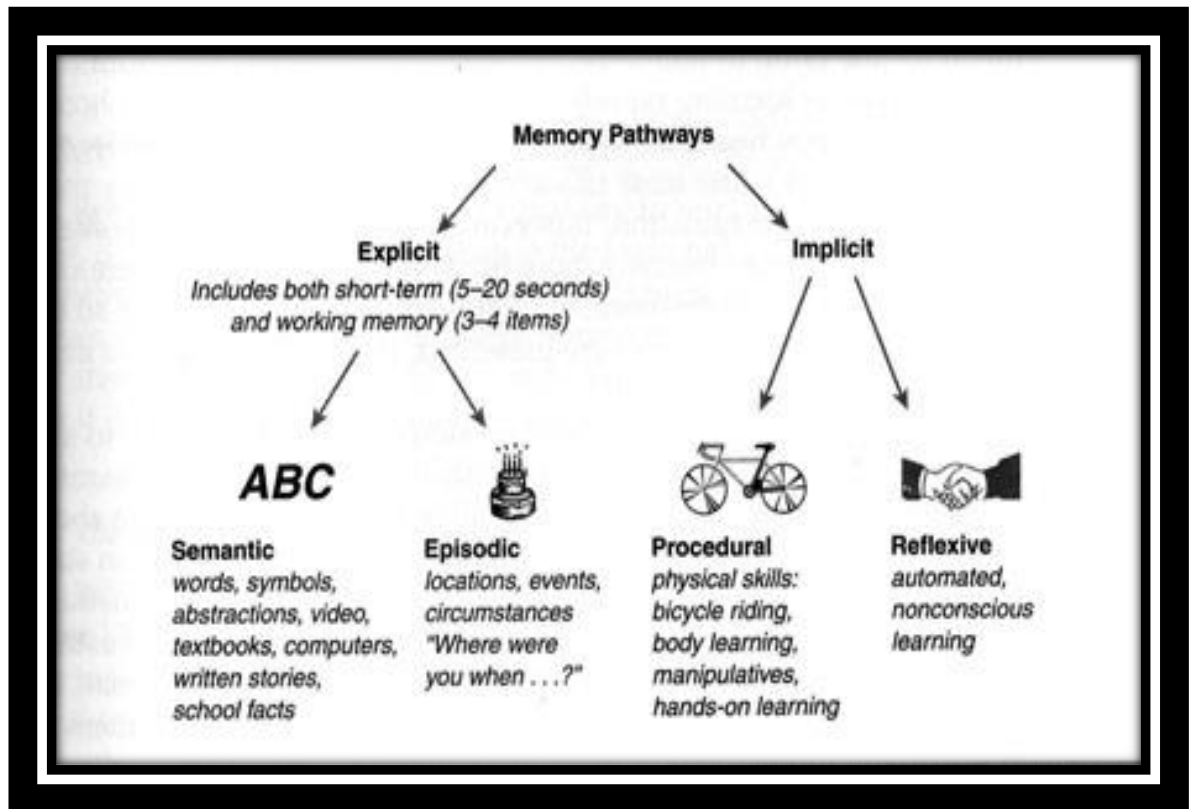 Memory Pathways
Explicit
Includes both short-term (5–20 seconds)
and working memory (3–4 items)
Implicit
ABC
Semantic
words, symbols,
abstractions, video,
textbooks, computers,
written stories,
school facts
Episodic
locations, events,
circumstances
"Where were
you when . . .?"
Procedural
physical skills:
bicycle riding,
body learning,
manipulatives,
hands-on learning
Reflexive
automated,
nonconscious
learning